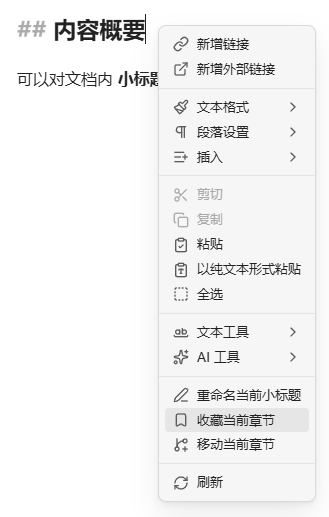 ## 内容概要
可以对文档内 小标题
新增链接
新增外部链接
文本格式
段落设置
插入
剪切
复制
粘贴
以纯文本形式粘贴
全选
文本工具
AI 工具
重命名当前小标题
收藏当前章节
移动当前章节
刷新